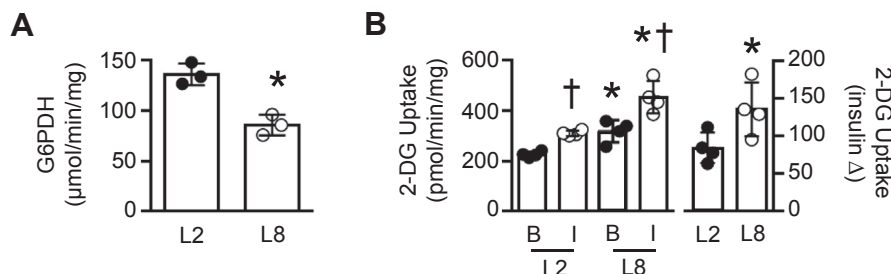 A
G6PDH
(μmol/min/mg)
150
100
50
0
*
L2
L8
B
2-DG Uptake
(pmol/min/mg)
600
400
200
0
†
*
*†
B
I
B
I
L2
L8
*
200
150
100
50
0
2-DG Uptake
(insulin Δ)
L2
L8